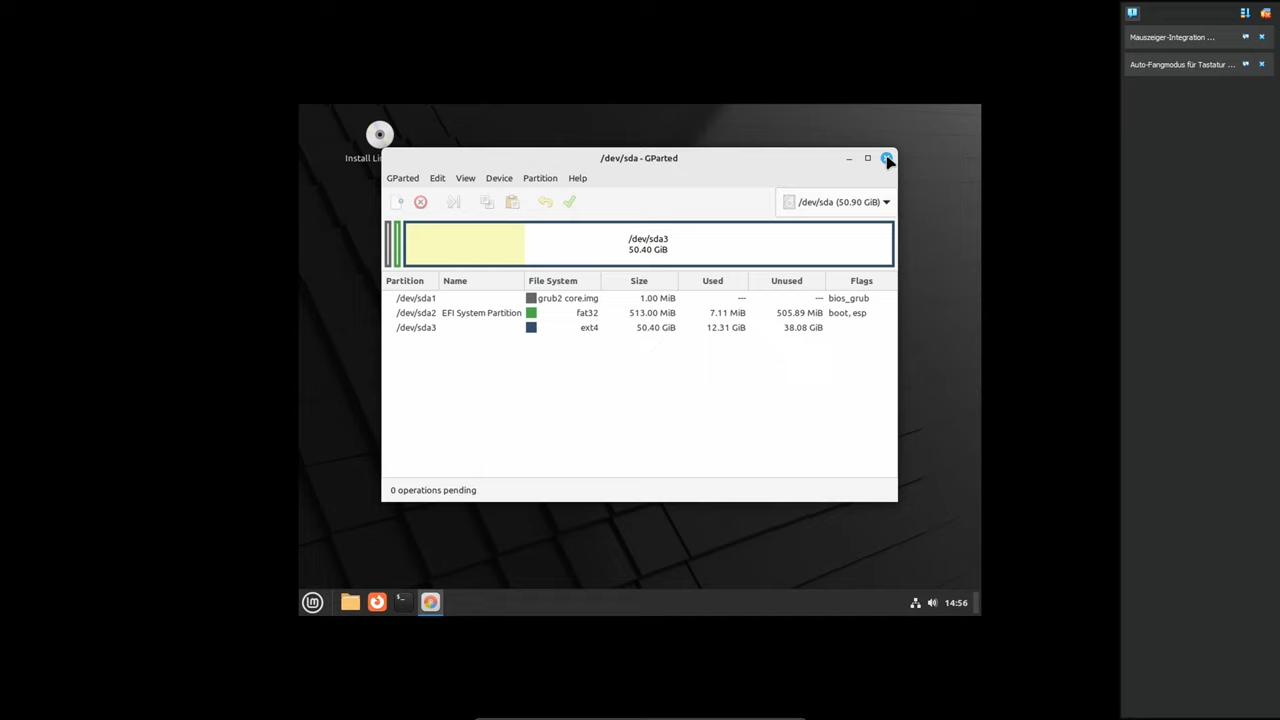 Mauszeiger-Integration ...
Auto-Fangmodus für Tastatur ...
/dev/sda - GParted
GParted Edit View Device Partition Help
/dev/sda (50.90 GiB)
/dev/sda3
50.40 GiB
Partition Name File System Size Used Unused Flags
/dev/sda1 grub2 core.img 1.00 MiB --- --- bios_grub
/dev/sda2 EFI System Partition fat32 513.00 MiB 7.11 MiB 505.89 MiB boot, esp
/dev/sda3 ext4 50.40 GiB 12.31 GiB 38.08 GiB
0 operations pending
Install Li
14:56